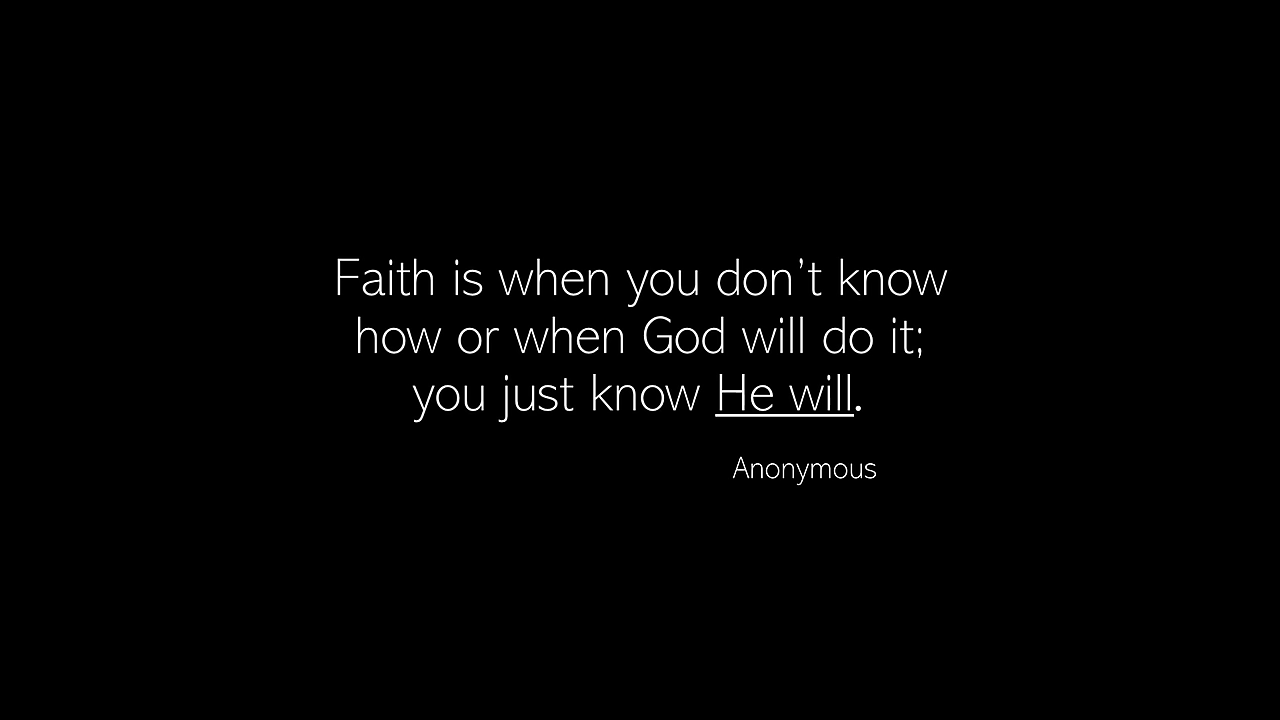 Faith is when you don’t know
how or when God will do it;
you just know He will.
Anonymous